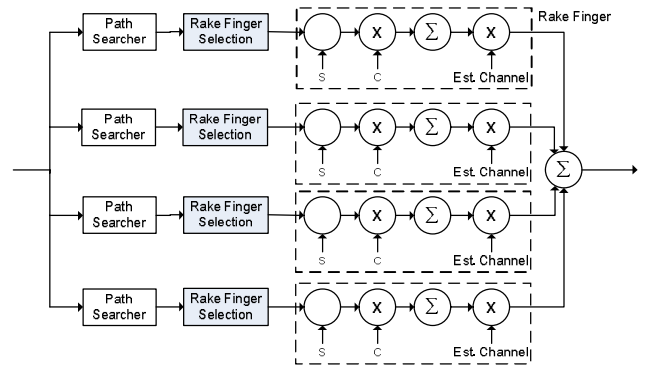 Rake Finger
Path Searcher
Rake Finger Selection
X
Σ
X
S
C
Est. Channel
Path Searcher
Rake Finger Selection
X
Σ
X
S
C
Est. Channel
Σ
Path Searcher
Rake Finger Selection
X
Σ
X
S
C
Est. Channel
Path Searcher
Rake Finger Selection
X
Σ
X
S
C
Est. Channel